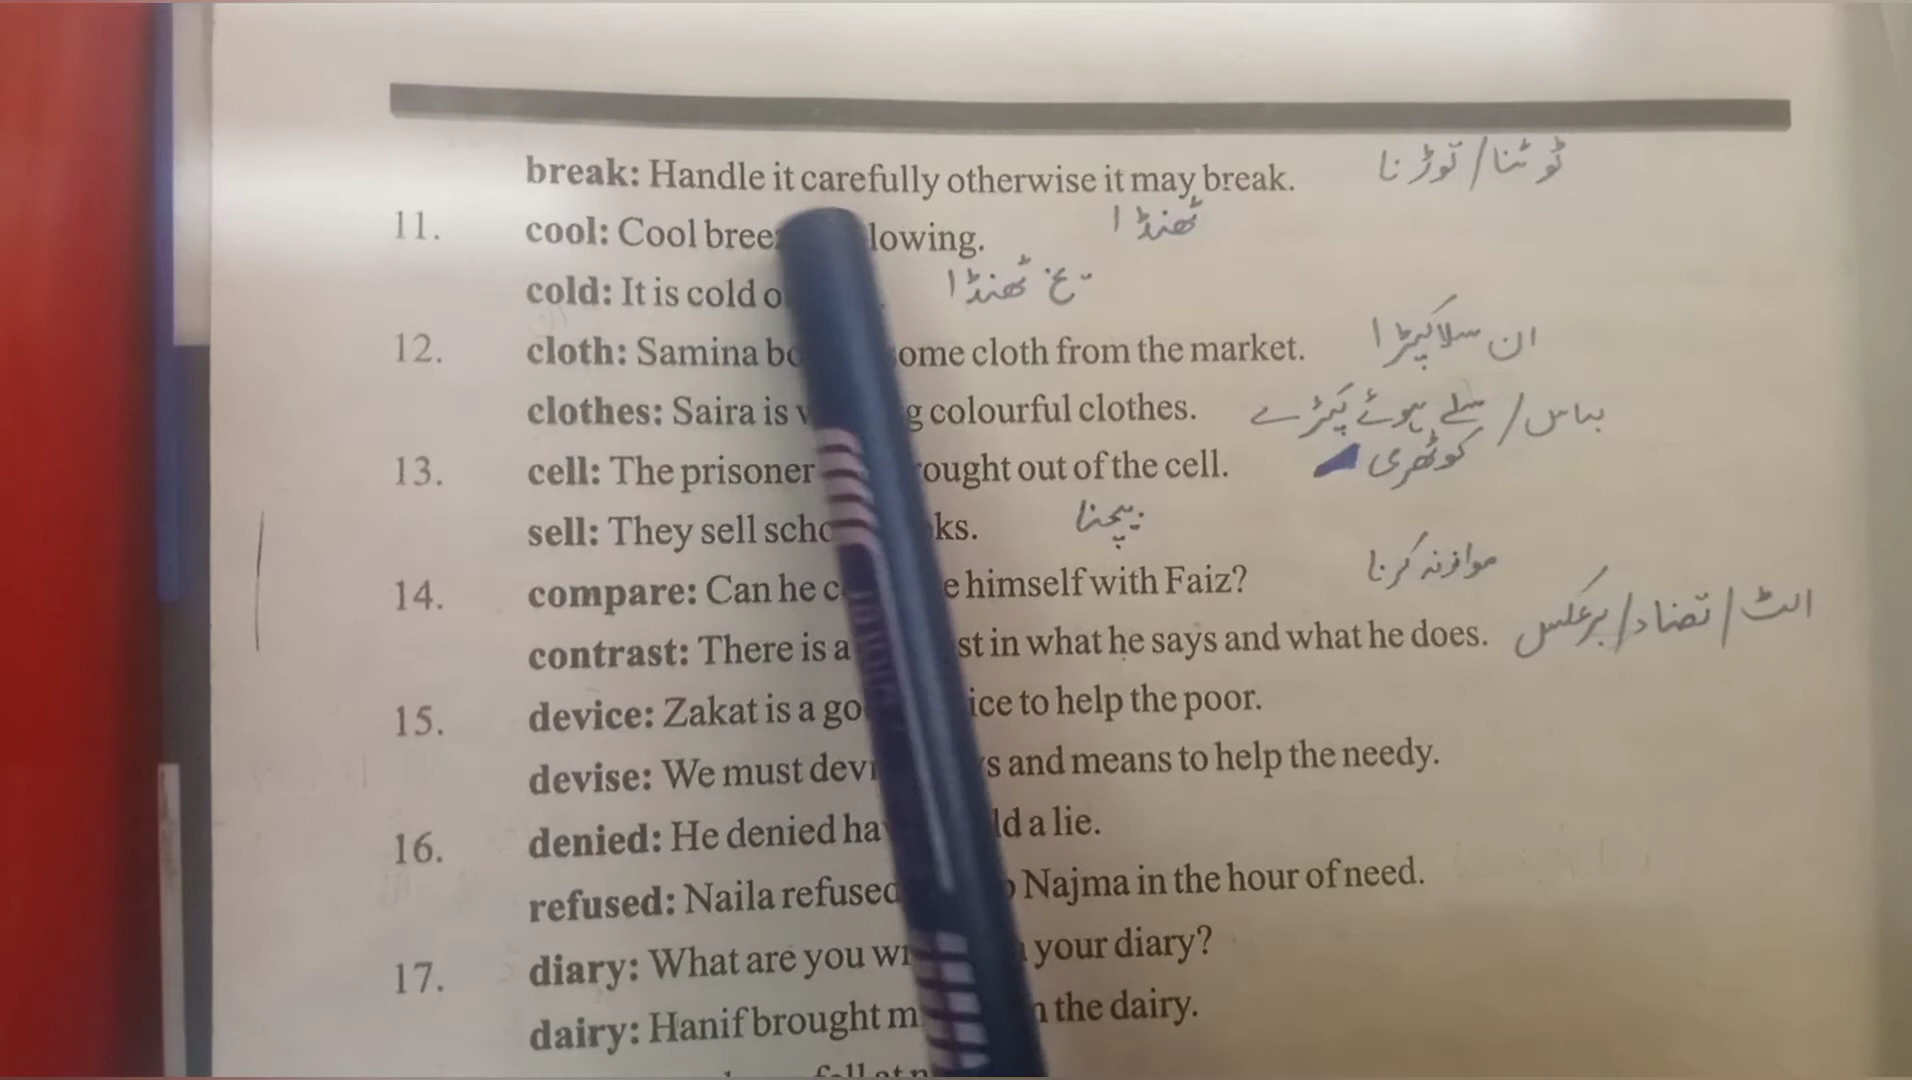 break: Handle it carefully otherwise it may break. ٹوٹنا/توڑنا
11. cool: Cool lowing. ٹھنڈا
cold: It is cold یخ ٹھنڈا
12. cloth: Samina ome cloth from the market. ان سلا کپڑا
clothes: Saira is g colourful clothes. لباس/سلے ہوئے کپڑے
13. cell: The prisoner ought out of the cell. کوٹھری
sell: They sell ks. بیچنا
14. compare: Can he e himself with Faiz? موازنہ کرنا
contrast: There is a st in what he says and what he does. الٹ/تضاد/برعکس
15. device: Zakat is a go ice to help the poor.
devise: We must dev s and means to help the needy.
16. denied: He denied ha ld a lie.
refused: Naila refused Najma in the hour of need.
17. diary: What are you your diary?
dairy: Hanif brought m the dairy.